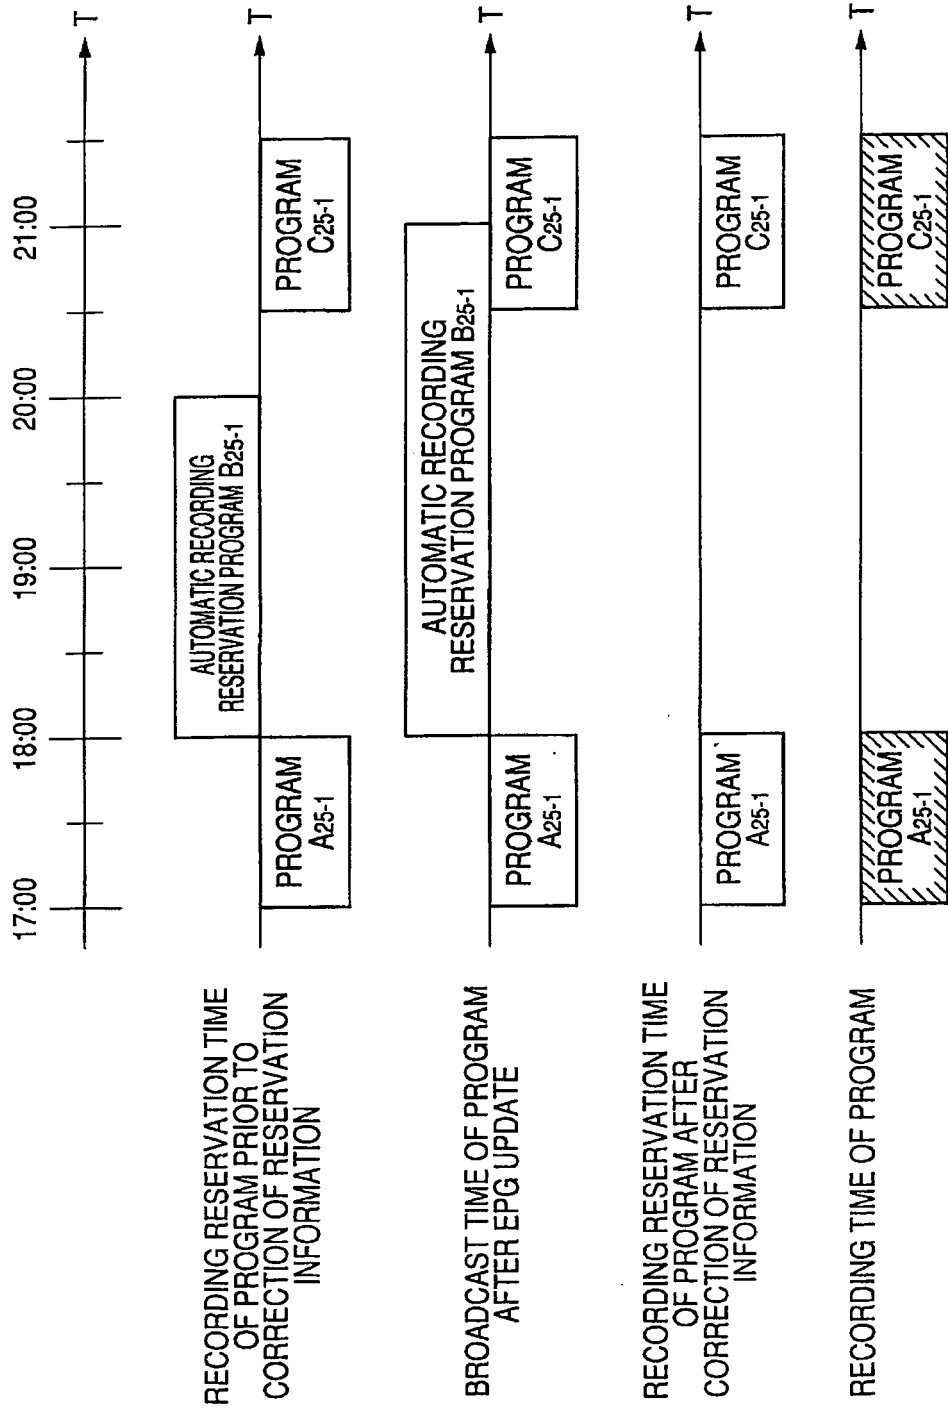 17:00 18:00 19:00 20:00 21:00
T
RECORDING RESERVATION TIME
OF PROGRAM PRIOR TO
CORRECTION OF RESERVATION
INFORMATION
AUTOMATIC RECORDING
RESERVATION PROGRAM B25-1
PROGRAM
A25-1
PROGRAM
C25-1
T
BROADCAST TIME OF PROGRAM
AFTER EPG UPDATE
AUTOMATIC RECORDING
RESERVATION PROGRAM B25-1
PROGRAM
A25-1
PROGRAM
C25-1
T
RECORDING RESERVATION TIME
OF PROGRAM AFTER
CORRECTION OF RESERVATION
INFORMATION
PROGRAM
A25-1
PROGRAM
C25-1
T
RECORDING TIME OF PROGRAM
PROGRAM
A25-1
PROGRAM
C25-1
T